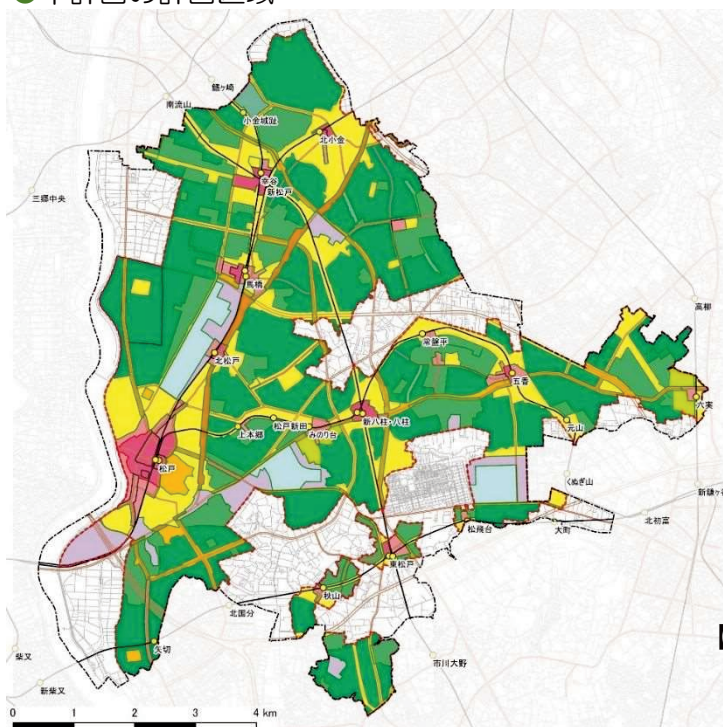 ●本計画の計画区域
鰭ヶ崎
南流山
小金城趾
北小金
幸谷
新松戸
三郷中央
馬橋
高柳
常盤平
北松戸
五香
六実
新八柱・八柱
松戸新田
みのり台
上本郷
元山
松戸
くぬぎ山
新鎌ヶ谷
北初富
松飛台
大町
東松戸
秋山
北国分
矢切
市川大野
柴又
新柴又
0 1 2 3 4 km